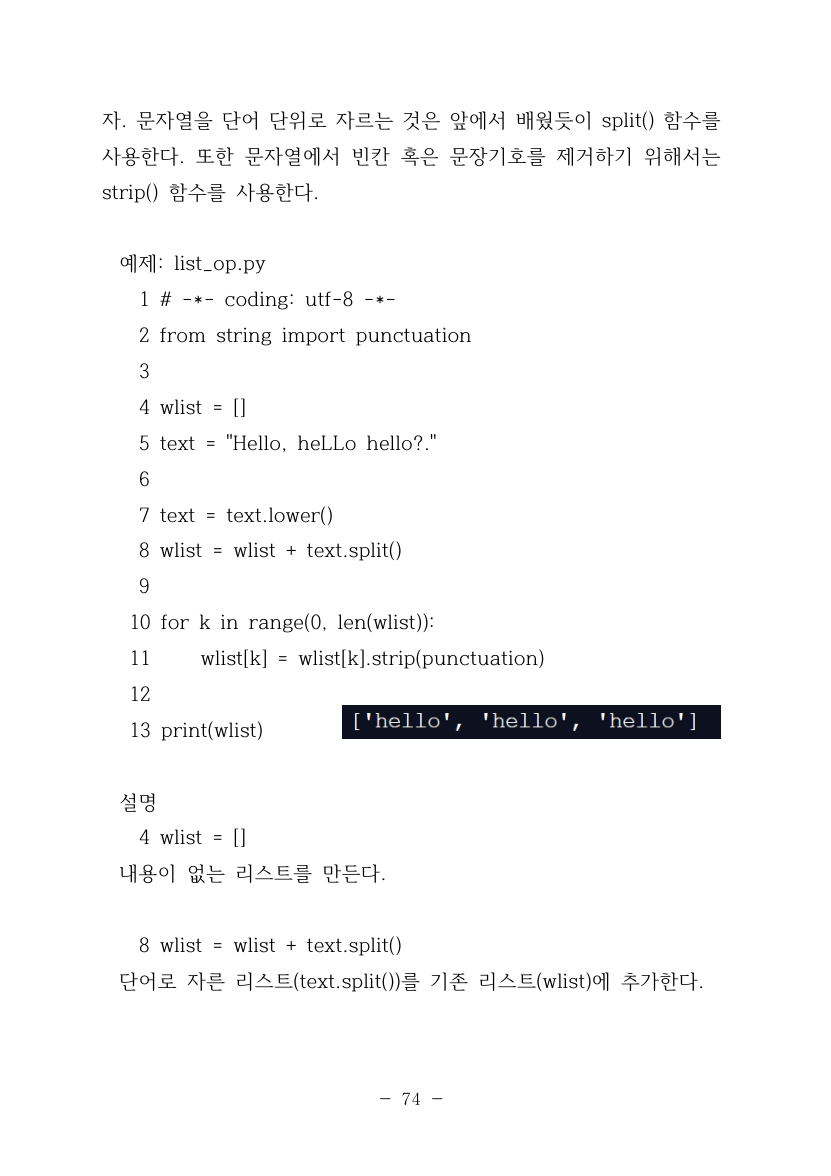 자. 문자열을 단어 단위로 자르는 것은 앞에서 배웠듯이 split() 함수를
사용한다. 또한 문자열에서 빈칸 혹은 문장기호를 제거하기 위해서는
strip() 함수를 사용한다.
예제: list_op.py
1 # -*- coding: utf-8 -*-
2 from string import punctuation
3
4 wlist = []
5 text = "Hello, heLLo hello?."
6
7 text = text.lower()
8 wlist = wlist + text.split()
9
10 for k in range(0, len(wlist)):
11     wlist[k] = wlist[k].strip(punctuation)
12
13 print(wlist)
['hello', 'hello', 'hello'] ,
설명
4 wlist = []
내용이 없는 리스트를 만든다.
8 wlist = wlist + text.split()
단어로 자른 리스트(text.split())를 기존 리스트(wlist)에 추가한다.
- 74 -